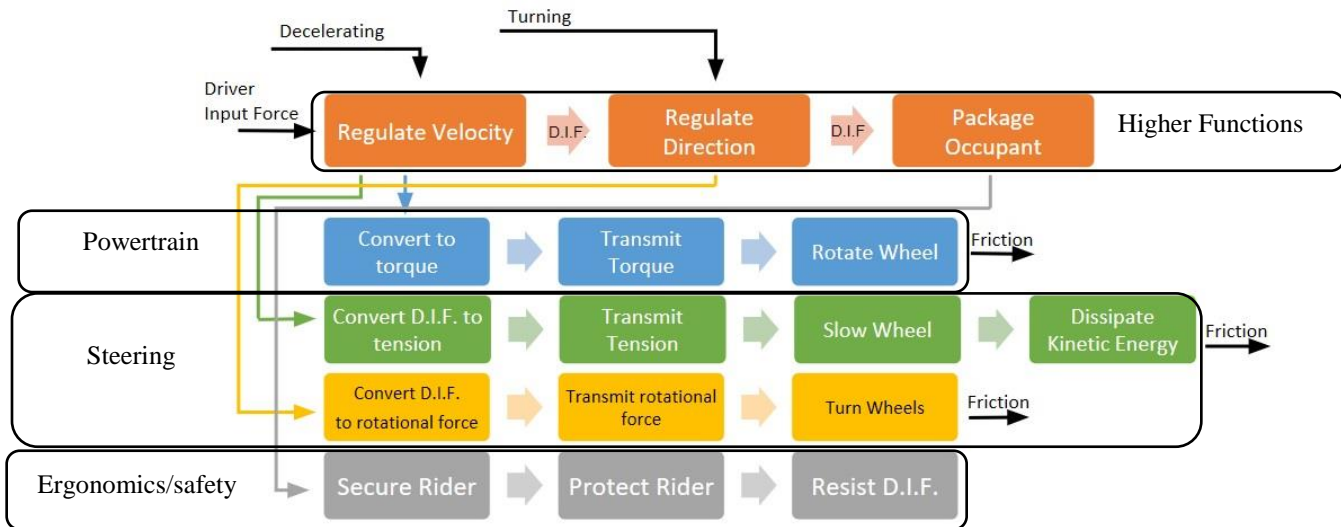 Turning
Decelerating
Driver
Input Force
Regulate Velocity
D.I.F.
Regulate
Direction
D.I.F
Package
Occupant
Higher Functions
Powertrain
Convert to
torque
Transmit
Torque
Rotate Wheel
Friction
Steering
Convert D.I.F. to
tension
Transmit
Tension
Slow Wheel
Dissipate
Kinetic Energy
Friction
Convert D.I.F.
to rotational force
Transmit rotational
force
Turn Wheels
Friction
Ergonomics/safety
Secure Rider
Protect Rider
Resist D.I.F.